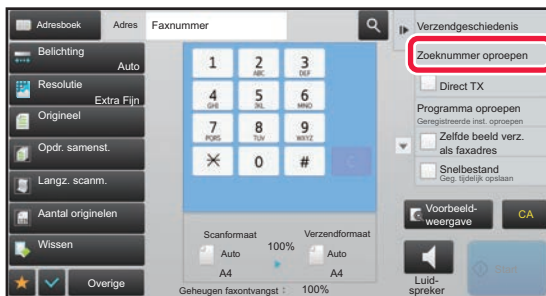 Adresboek
Adres
Faxnummer
Belichting
Auto
Resolutie
Extra Fijn
Origineel
Opdr. samenst.
Langz. scanm.
Aantal originelen
Wissen
Overige
1
2
ABC
3
DEF
4
GHI
5
JKL
6
MNO
7
PQRS
8
TUV
9
WXYZ
0
#
C
Scanformaat
Auto
A4
100%
Verzendformaat
Auto
A4
Geheugen faxontvangst : 100%
Verzendgeschiedenis
Zoeknummer oproepen
Direct TX
Programma oproepen
Geregistreerde inst. oproepen
Zelfde beeld verz.
als faxadres
Snelbestand
Geg. tijdelijk opslaan
Voorbeeld-
weergave
CA
Luid-
spreker
Start